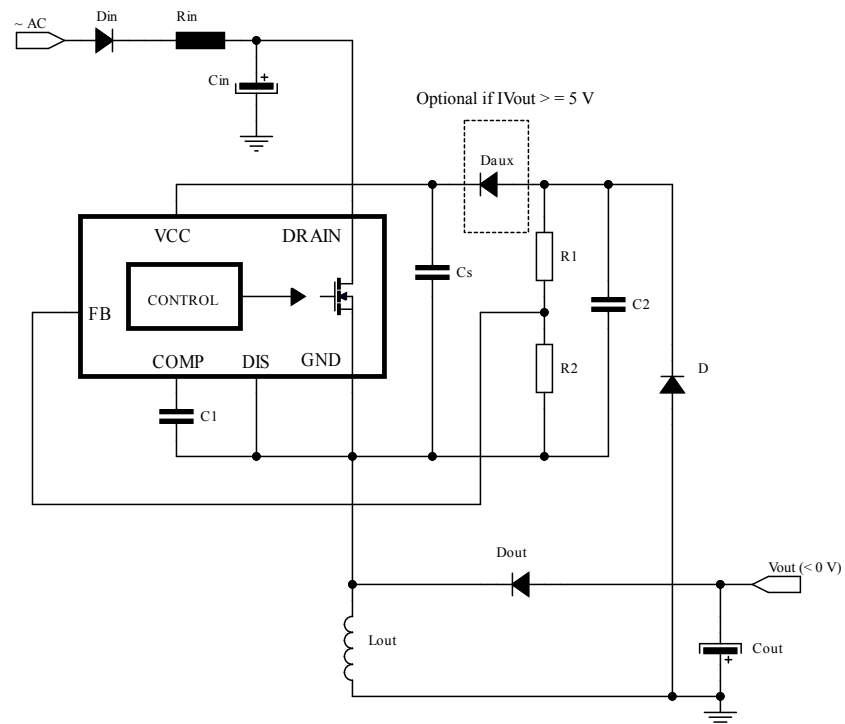 ~ AC
Din
Rin
Cin
+
Optional if IVout > = 5 V
Daux
VCC
DRAIN
R1
Cs
C2
CONTROL
FB
COMP
DIS
GND
R2
D
C1
Dout
Vout (< 0 V)
Lout
Cout
+